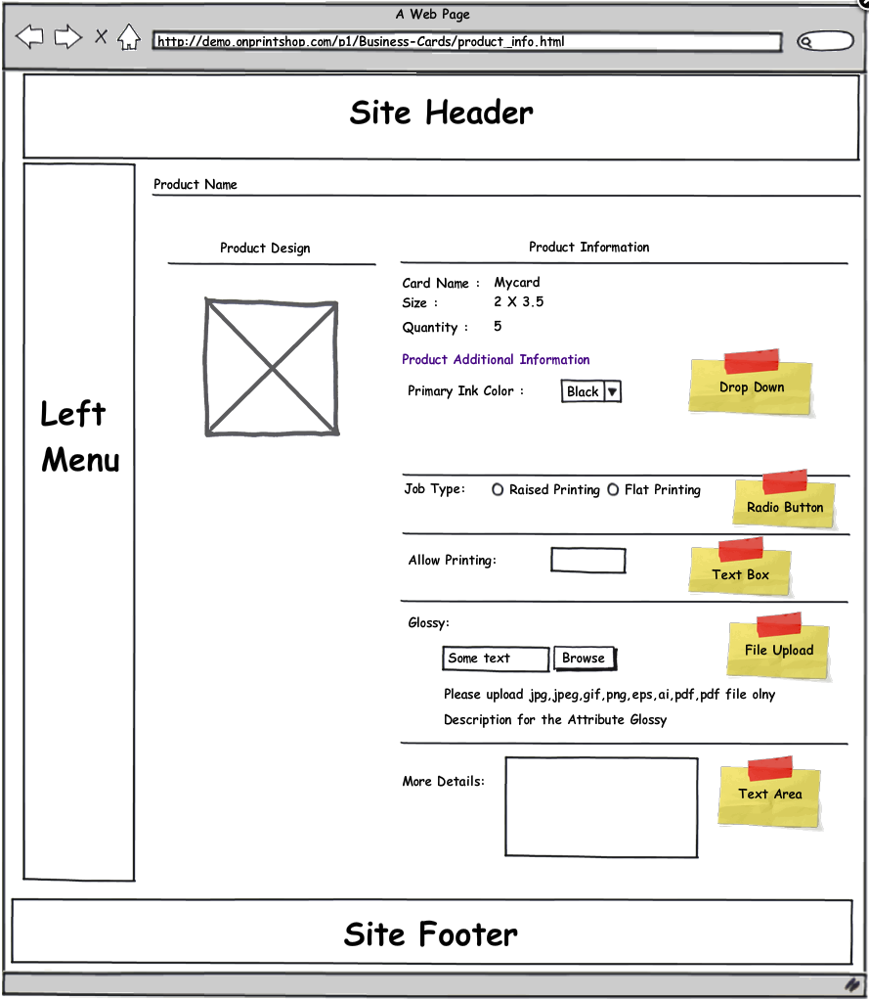 A Web Page
http://demo.onprintshop.com/p1/Business-Cards/product_info.html
Site Header
Product Name
Left
Menu
Product Design
Product Information
Card Name : Mycard
Size : 2 X 3.5
Quantity : 5
Product Additional Information
Primary Ink Color : Black
Drop Down
Job Type: Raised Printing Flat Printing
Radio Button
Allow Printing:
Text Box
Glossy:
File Upload
Some text Browse
Please upload jpg,jpeg,gif,png,eps,ai,pdf,pdf file olny
Description for the Attribute Glossy
More Details:
Text Area
Site Footer